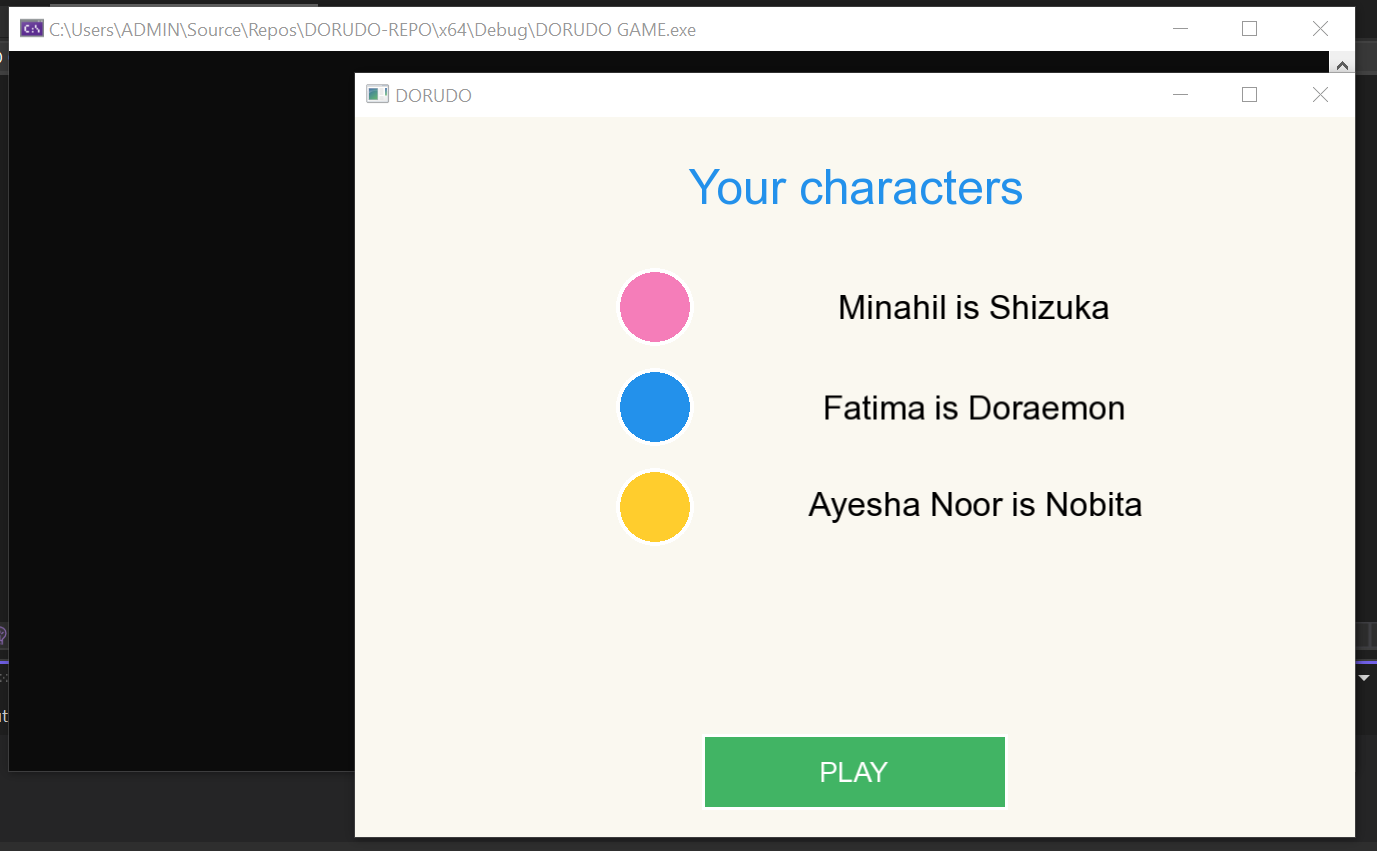 C:\Users\ADMIN\Source\Repos\DORUDO-REPO\x64\Debug\DORUDO GAME.exe
DORUDO
Your characters
Minahil is Shizuka
Fatima is Doraemon
Ayesha Noor is Nobita
PLAY